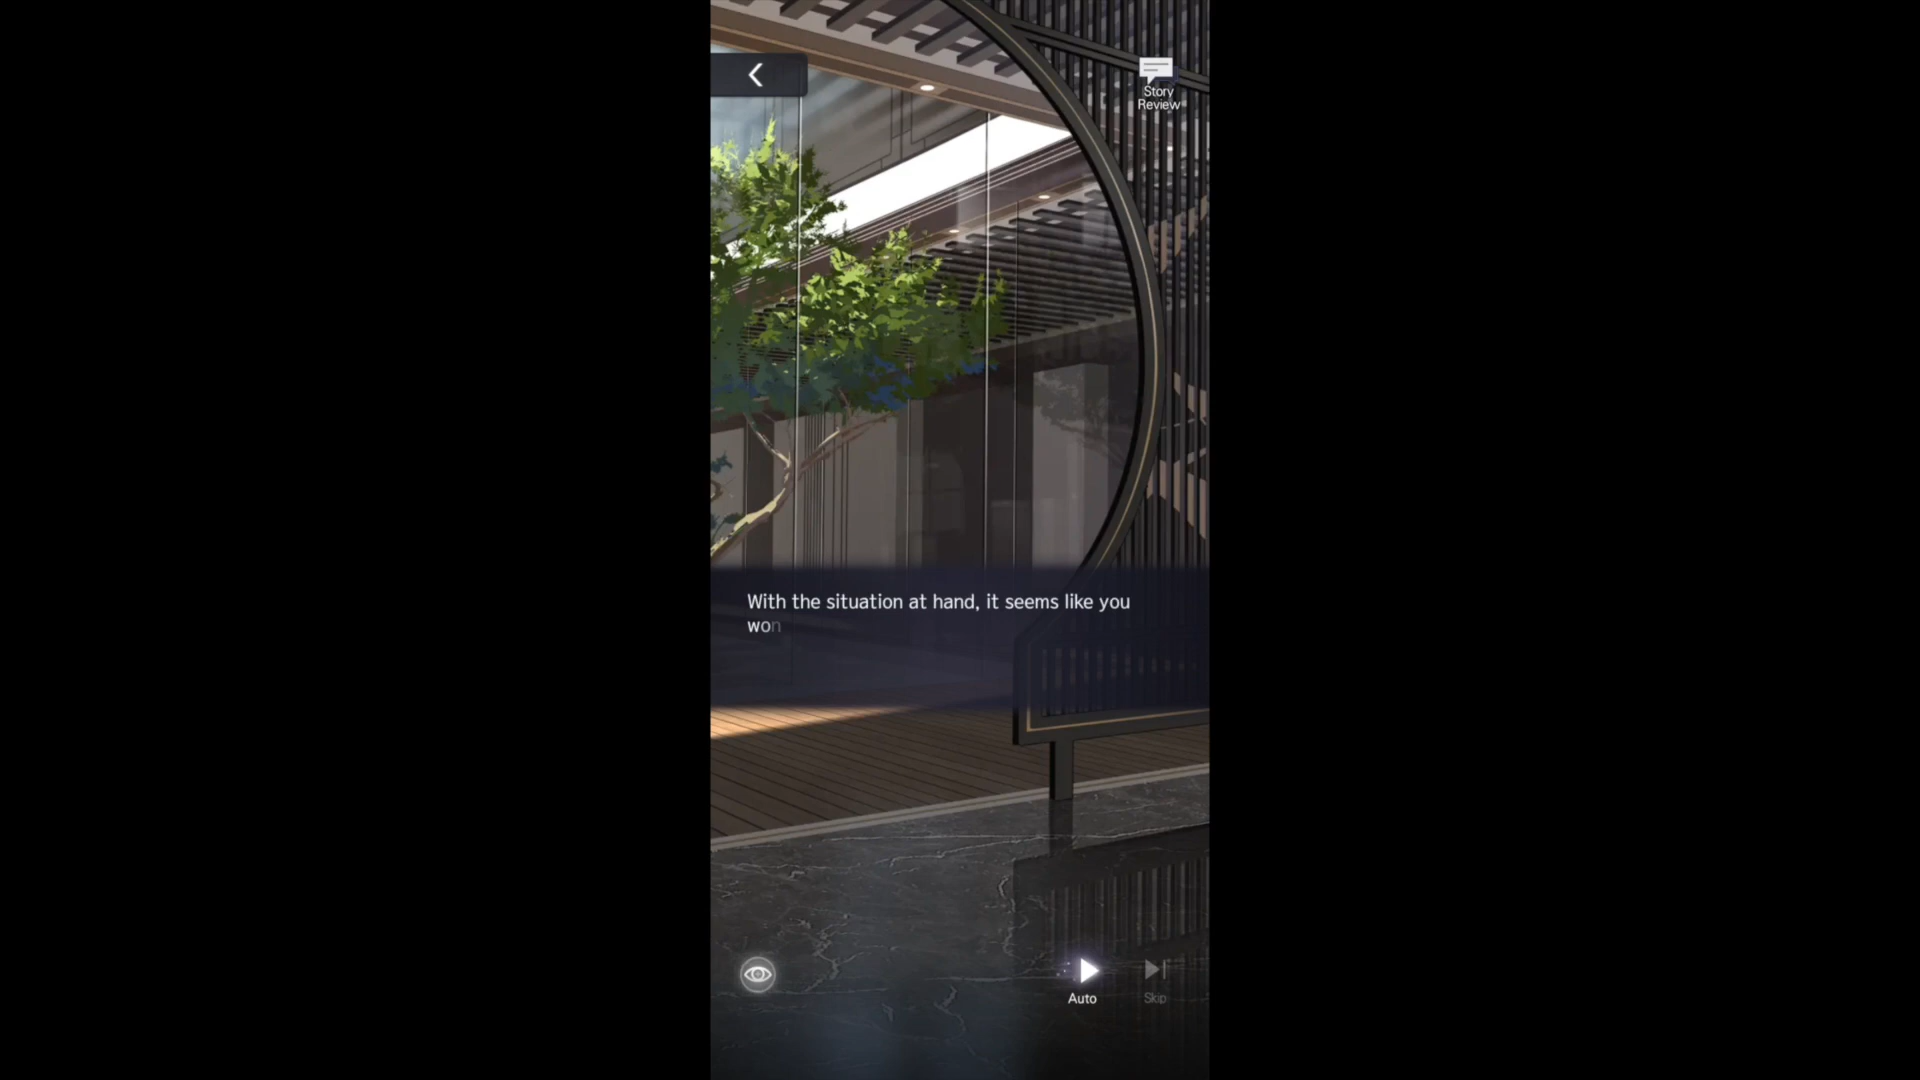 Story
Review
With the situation at hand, it seems like you
won
Auto
Skip